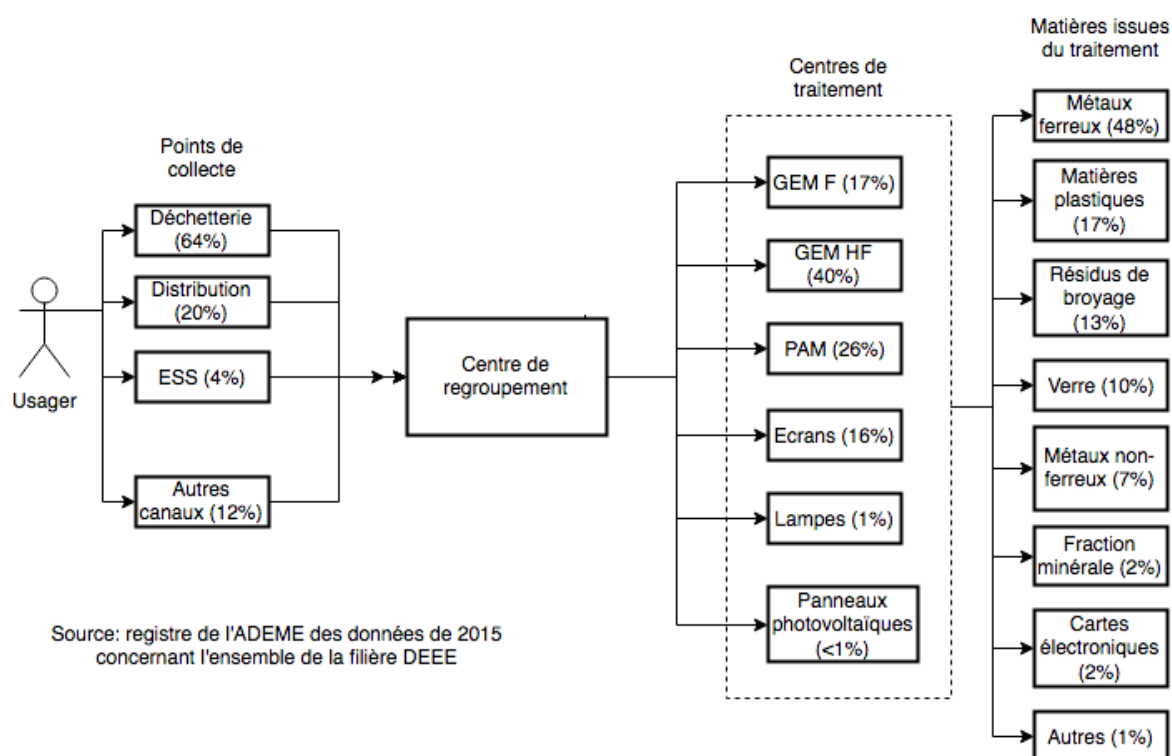 Matières issues
du traitement
Centres de
traitement
Points de
collecte
Usager
Déchetterie
(64%)
Distribution
(20%)
ESS (4%)
Autres
canaux (12%)
Centre de
regroupement
GEM F (17%)
GEM HF
(40%)
PAM (26%)
Ecrans (16%)
Lampes (1%)
Panneaux
photovoltaïques
(<1%)
Métaux
ferreux (48%)
Matières
plastiques
(17%)
Résidus de
broyage
(13%)
Verre (10%)
Métaux non-
ferreux (7%)
Fraction
minérale (2%)
Cartes
électroniques
(2%)
Autres (1%)
Source: registre de l'ADEME des données de 2015
concernant l'ensemble de la filière DEEE